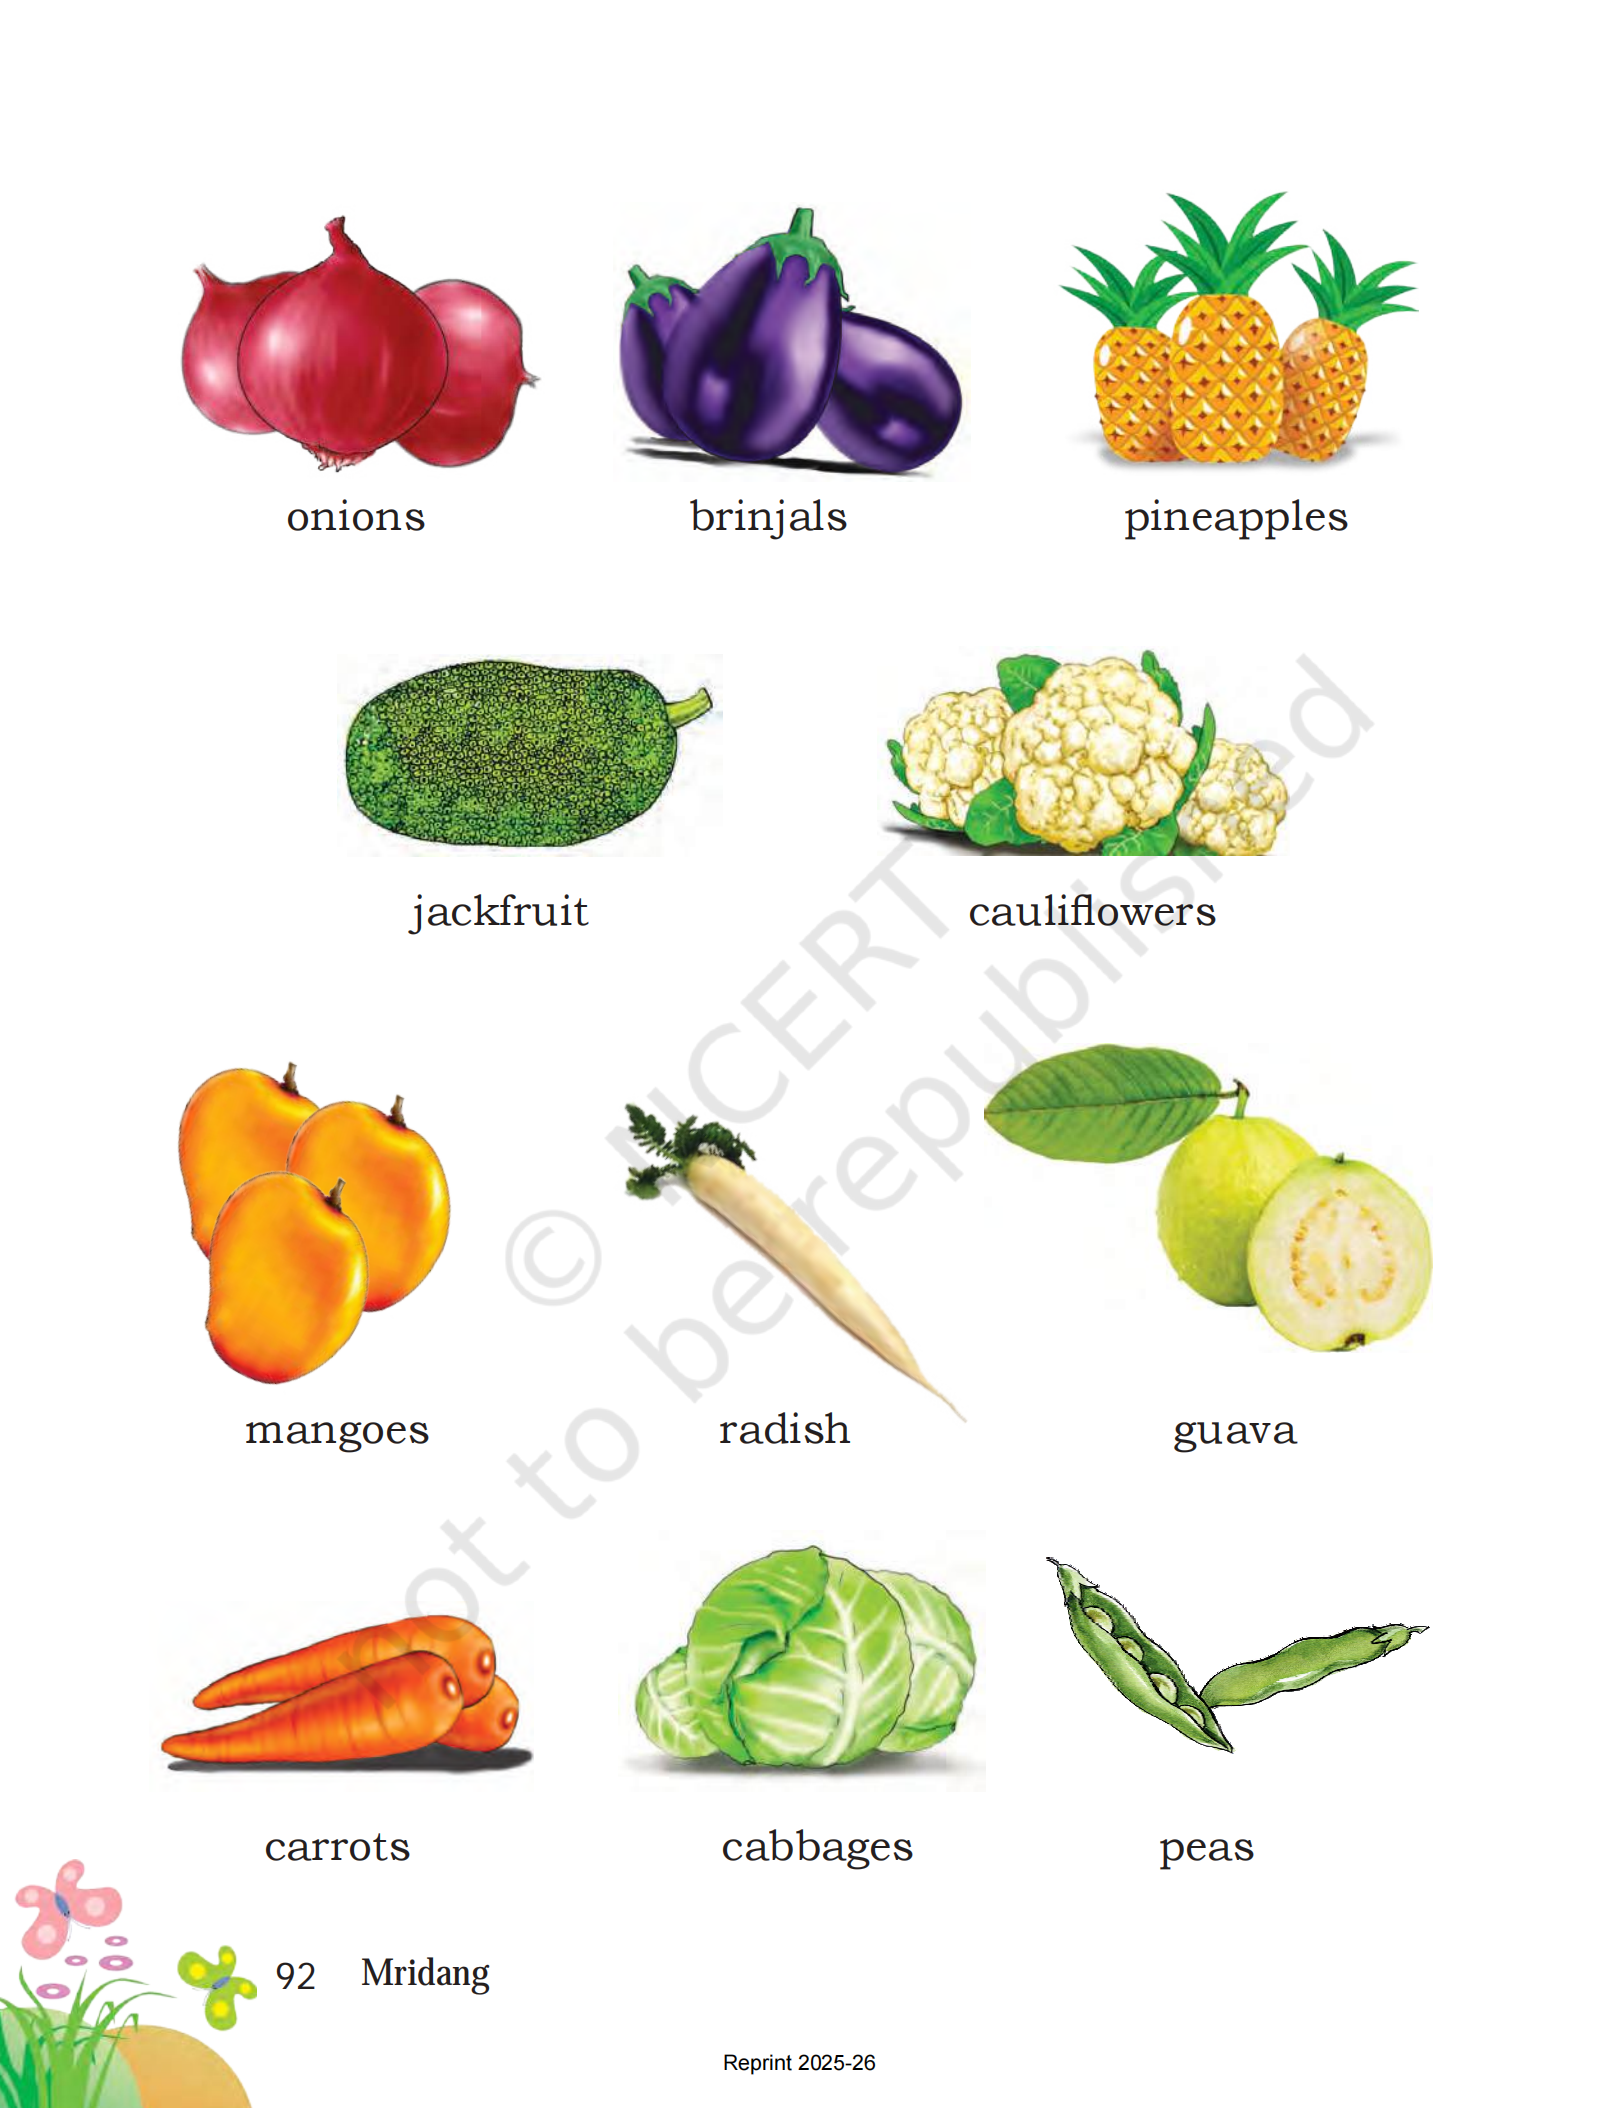 onions brinjals pineapples
jackfruit cauliflowers
mangoes radish guava
carrots cabbages peas
© NCERT
not to be republished
92 Mridang
Reprint 2025-26